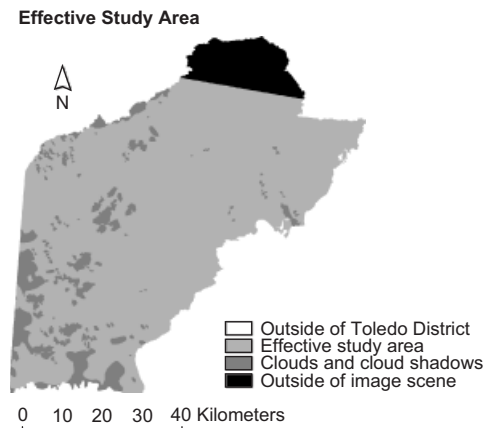 Effective Study Area
N
Outside of Toledo District
Effective study area
Clouds and cloud shadows
Outside of image scene
0 10 20 30 40 Kilometers